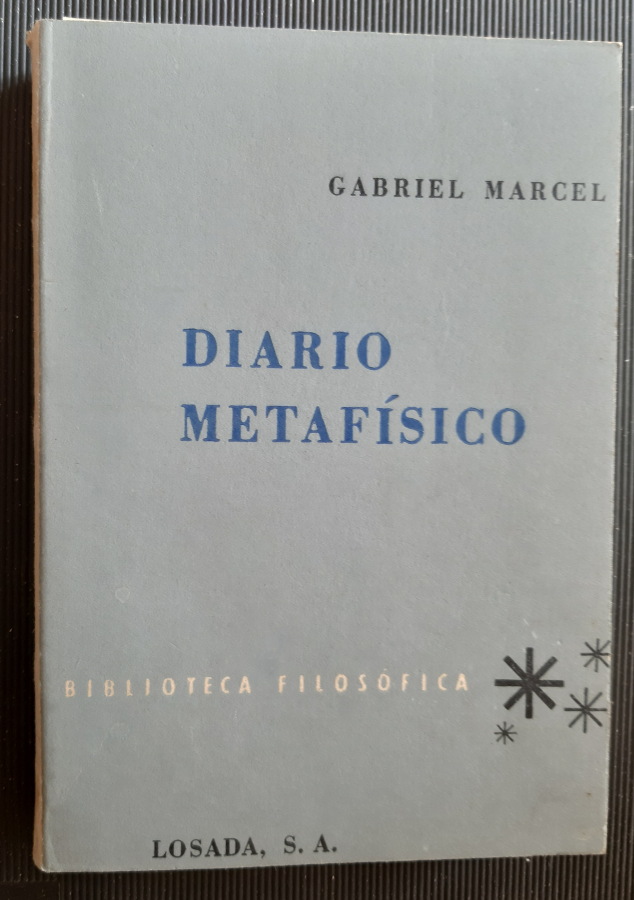 GABRIEL MARCEL
DIARIO
METAFÍSICO
BIBLIOTECA FILOSÓFICA
LOSADA, S. A.